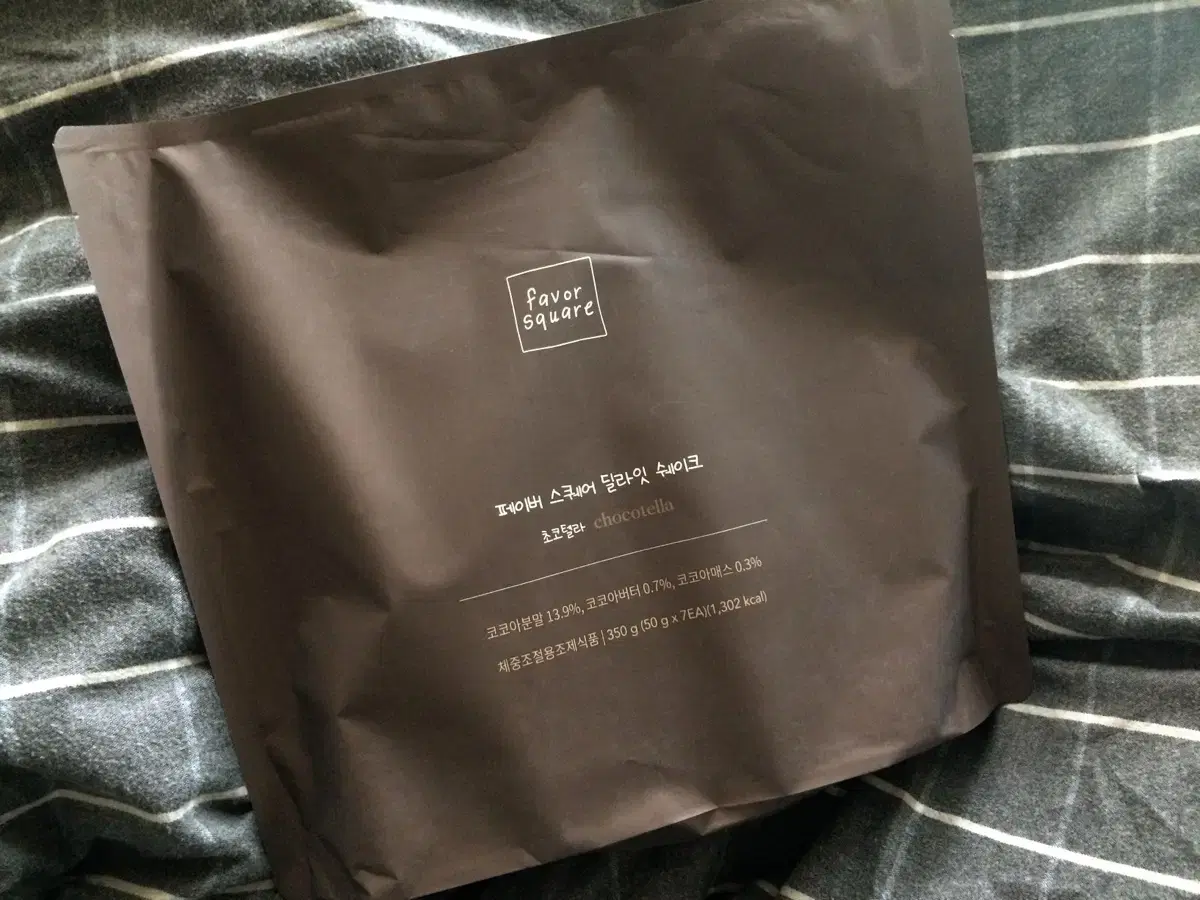 favor
square
페이버 스퀘어 딜라잇 쉐이크
초코텔라 chocotella
코코아분말 13.9%, 코코아버터 0.7%, 코코아매스 0.3%
체중조절용조제식품 | 350 g (50 g x 7EA)(1,302 kcal)